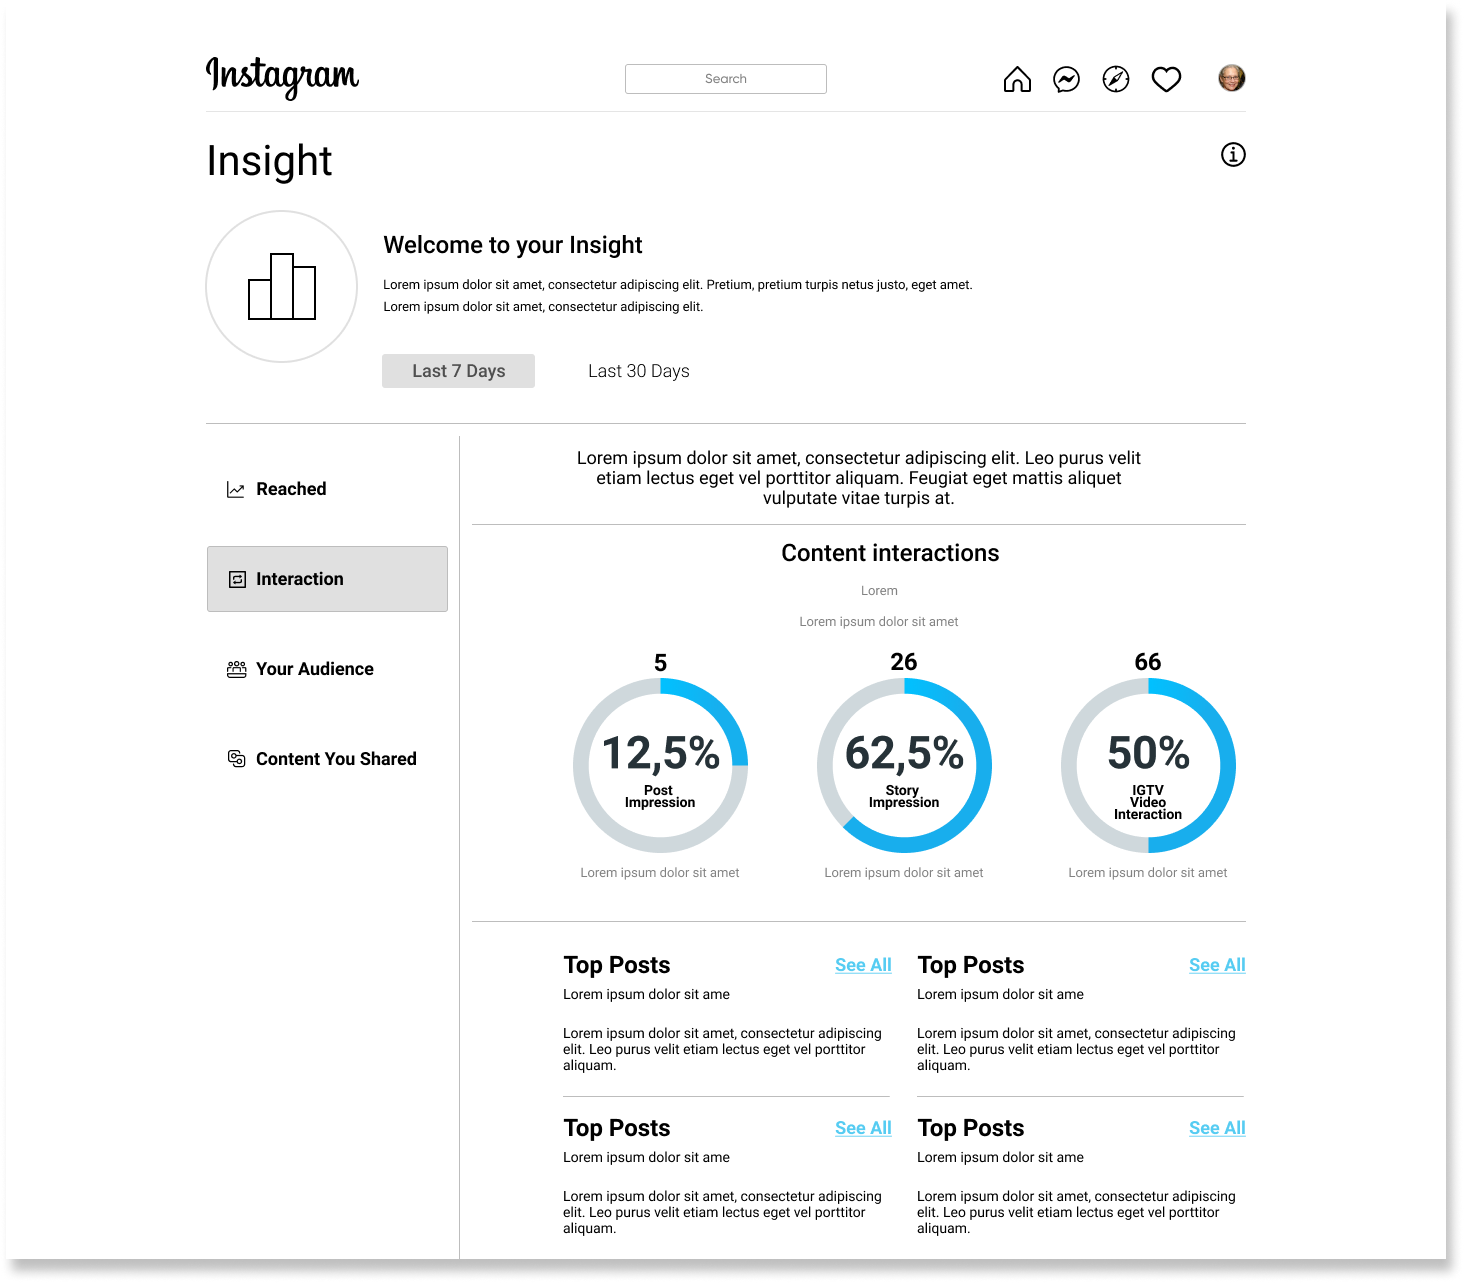 Instagram
Search
Insight
Welcome to your Insight
Lorem ipsum dolor sit amet, consectetur adipiscing elit. Pretium, pretium turpis netus justo, eget amet.
Lorem ipsum dolor sit amet, consectetur adipiscing elit.
Last 7 Days
Last 30 Days
Reached
Interaction
Your Audience
Content You Shared
Lorem ipsum dolor sit amet, consectetur adipiscing elit. Leo purus velit
etiam lectus eget vel porttitor aliquam. Feugiat eget mattis aliquet
vulputate vitae turpis at.
Content interactions
Lorem
Lorem ipsum dolor sit amet
5
12,5%
Post
Impression
Lorem ipsum dolor sit amet
26
62,5%
Story
Impression
Lorem ipsum dolor sit amet
66
50%
IGTV
Video
Interaction
Lorem ipsum dolor sit amet
Top Posts
See All
Lorem ipsum dolor sit ame
Lorem ipsum dolor sit amet, consectetur adipiscing
elit. Leo purus velit etiam lectus eget vel porttitor
aliquam.
Top Posts
See All
Lorem ipsum dolor sit ame
Lorem ipsum dolor sit amet, consectetur adipiscing
elit. Leo purus velit etiam lectus eget vel porttitor
aliquam.
Top Posts
See All
Lorem ipsum dolor sit ame
Lorem ipsum dolor sit amet, consectetur adipiscing
elit. Leo purus velit etiam lectus eget vel porttitor
aliquam.
Top Posts
See All
Lorem ipsum dolor sit ame
Lorem ipsum dolor sit amet, consectetur adipiscing
elit. Leo purus velit etiam lectus eget vel porttitor
aliquam.